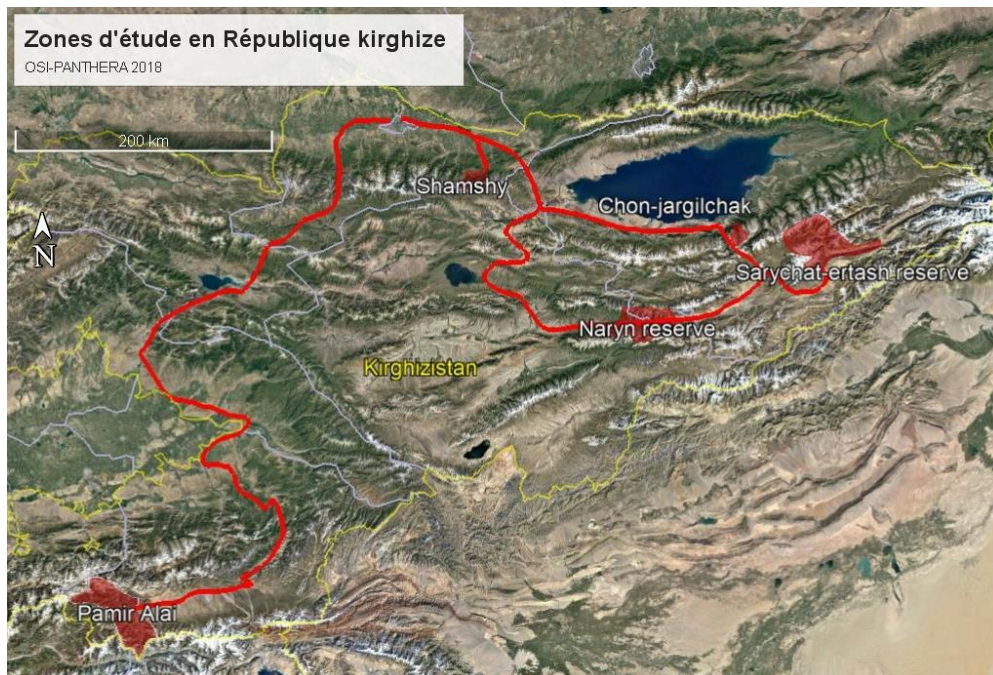 Zones d'étude en République kirghize
OSI-PANTHERA 2018
200 km
N
Shamshy
Chon-jargilchak
Sarychat-ertash reserve
Naryn reserve
Kirghizistan
Pamir Alai